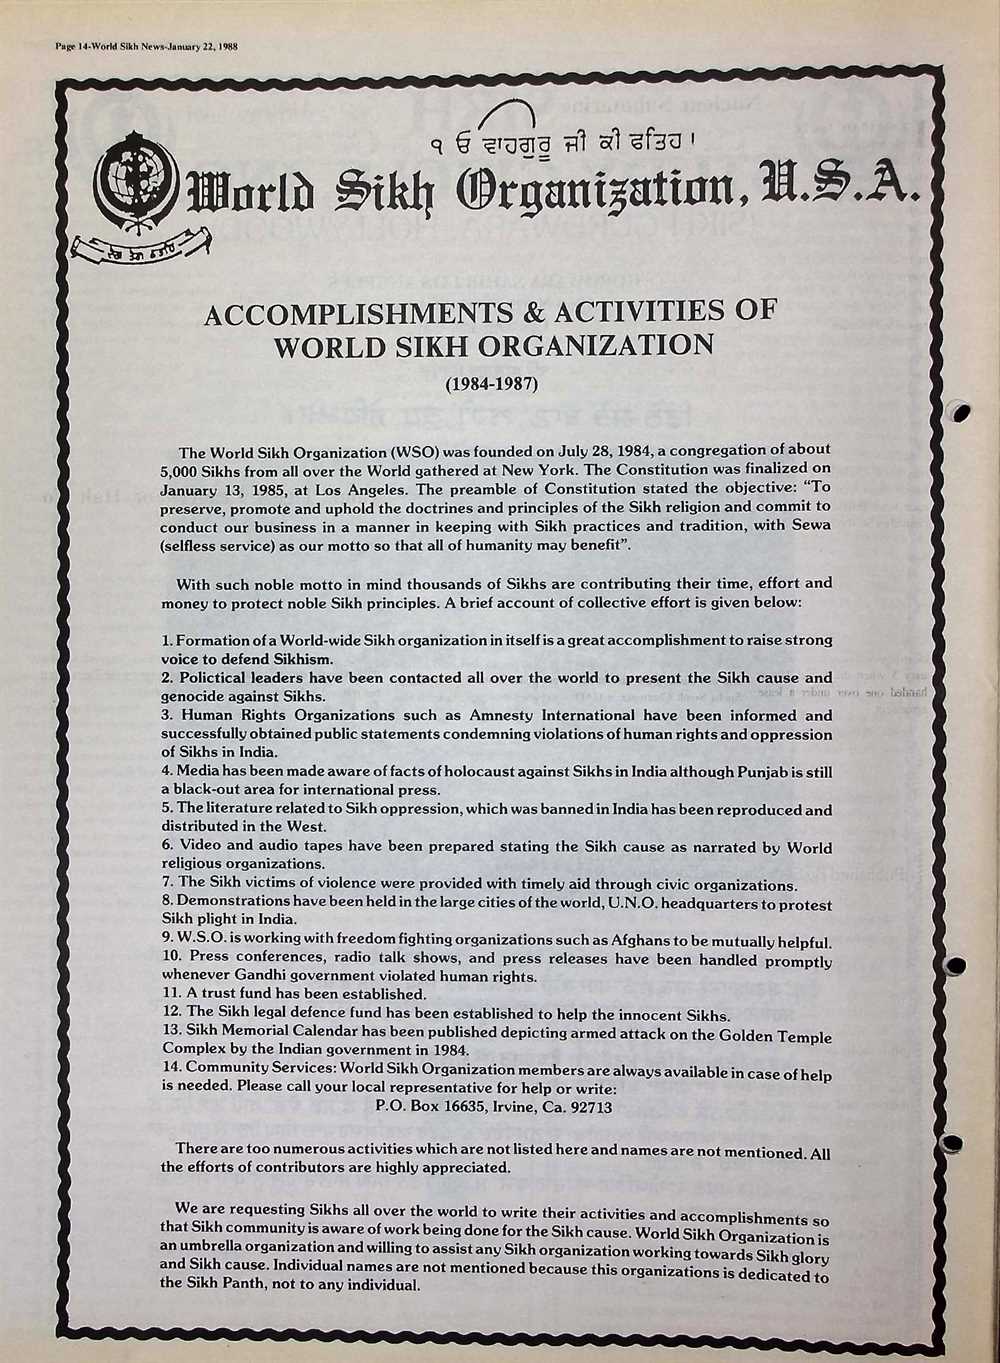 Page 14-World Sikh News-January 22, 1988
੧ ਓ ਵਾਹਗੁਰੂ ਜੀ ਕੀ ਫਤਿਹ।
World Sikh Organization, U.S.A.
ਦੇਗ ਤੇਗ ਫਤਹਿ
ACCOMPLISHMENTS & ACTIVITIES OF
WORLD SIKH ORGANIZATION
(1984-1987)
The World Sikh Organization (WSO) was founded on July 28, 1984, a congregation of about
5,000 Sikhs from all over the World gathered at New York. The Constitution was finalized on
January 13, 1985, at Los Angeles. The preamble of Constitution stated the objective: “To
preserve, promote and uphold the doctrines and principles of the Sikh religion and commit to
conduct our business in a manner in keeping with Sikh practices and tradition, with Sewa
(selfless service) as our motto so that all of humanity may benefit”.
With such noble motto in mind thousands of Sikhs are contributing their time, effort and
money to protect noble Sikh principles. A brief account of collective effort is given below:
1. Formation of a World-wide Sikh organization in itself is a great accomplishment to raise strong
voice to defend Sikhism.
2. Polictical leaders have been contacted all over the world to present the Sikh cause and
genocide against Sikhs.
3. Human Rights Organizations such as Amnesty International have been informed and
successfully obtained public statements condemning violations of human rights and oppression
of Sikhs in India.
4. Media has been made aware of facts of holocaust against Sikhs in India although Punjab is still
a black-out area for international press.
5. The literature related to Sikh oppression, which was banned in India has been reproduced and
distributed in the West.
6. Video and audio tapes have been prepared stating the Sikh cause as narrated by World
religious organizations.
7. The Sikh victims of violence were provided with timely aid through civic organizations.
8. Demonstrations have been held in the large cities of the world, U.N.O. headquarters to protest
Sikh plight in India.
9. W.S.O. is working with freedom fighting organizations such as Afghans to be mutually helpful.
10. Press conferences, radio talk shows, and press releases have been handled promptly
whenever Gandhi government violated human rights.
11. A trust fund has been established.
12. The Sikh legal defence fund has been established to help the innocent Sikhs.
13. Sikh Memorial Calendar has been published depicting armed attack on the Golden Temple
Complex by the Indian government in 1984.
14. Community Services: World Sikh Organization members are always available in case of help
is needed. Please call your local representative for help or write:
P.O. Box 16635, Irvine, Ca. 92713
There are too numerous activities which are not listed here and names are not mentioned. All
the efforts of contributors are highly appreciated.
We are requesting Sikhs all over the world to write their activities and accomplishments so
that Sikh community is aware of work being done for the Sikh cause. World Sikh Organization is
an umbrella organization and willing to assist any Sikh organization working towards Sikh glory
and Sikh cause. Individual names are not mentioned because this organizations is dedicated to
the Sikh Panth, not to any individual.